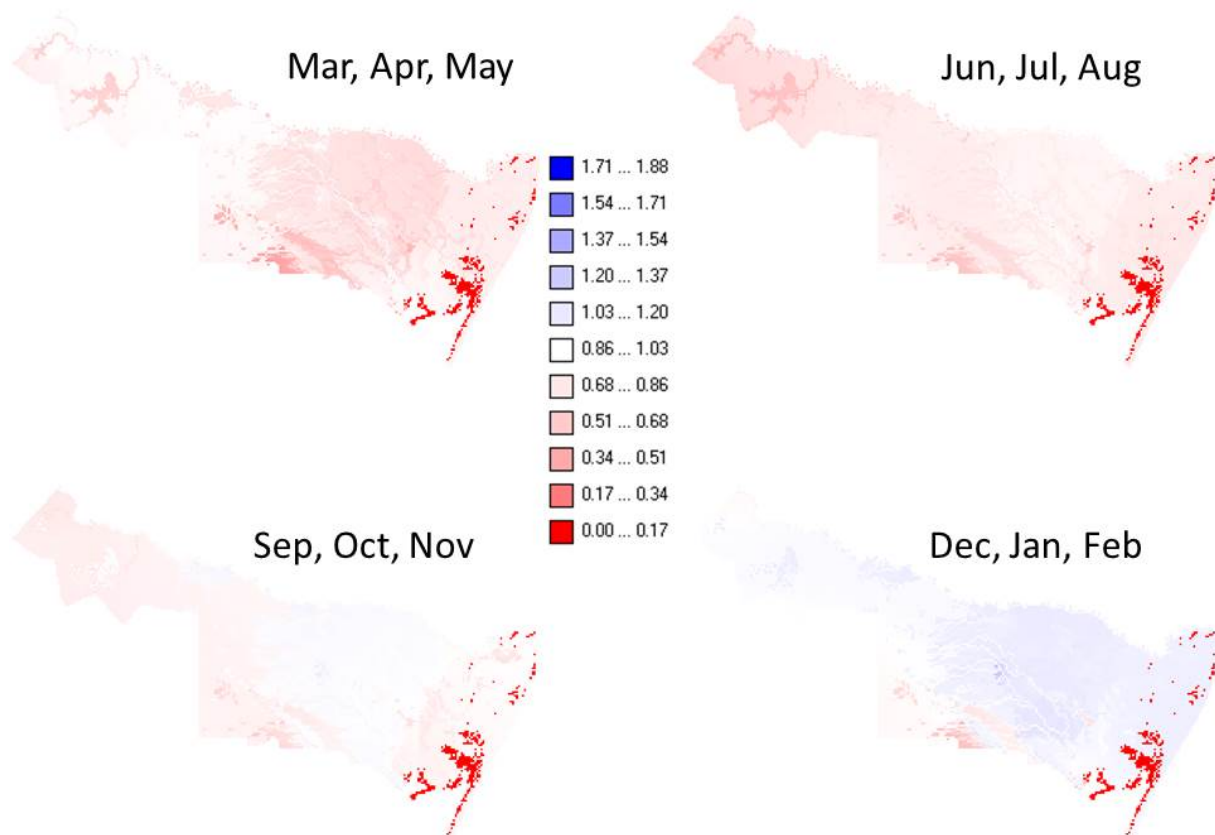 Mar, Apr, May
Jun, Jul, Aug
1.71 ... 1.88
1.54 ... 1.71
1.37 ... 1.54
1.20 ... 1.37
1.03 ... 1.20
0.86 ... 1.03
0.68 ... 0.86
0.51 ... 0.68
0.34 ... 0.51
0.17 ... 0.34
0.00 ... 0.17
Sep, Oct, Nov
Dec, Jan, Feb